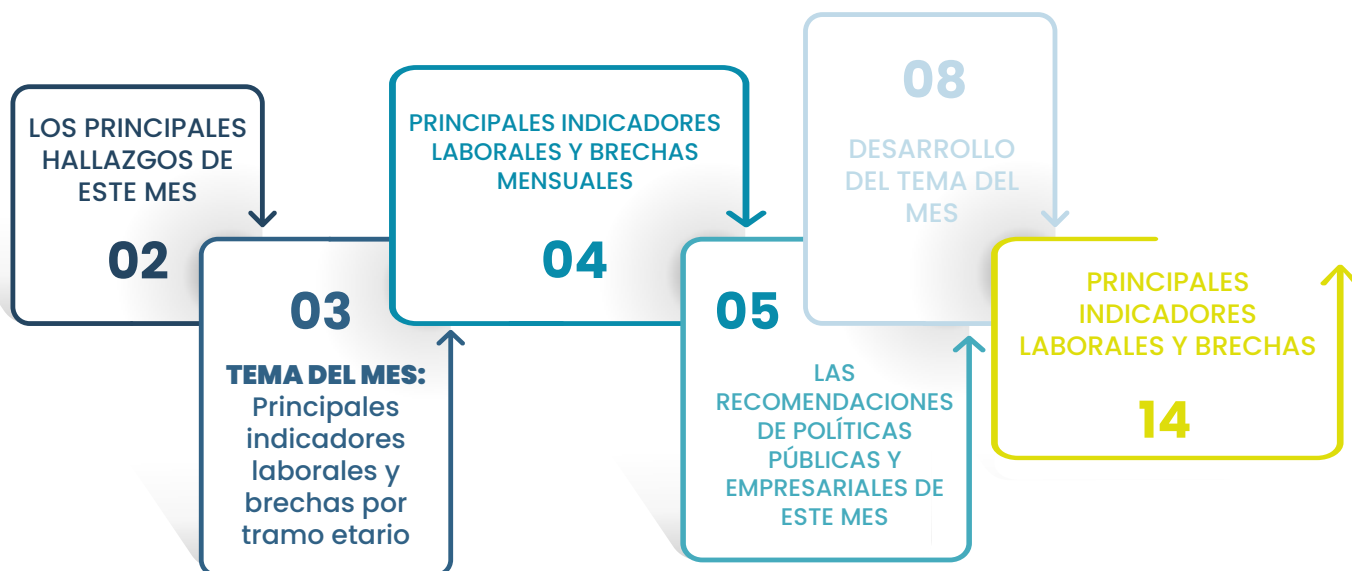 LOS PRINCIPALES
HALLAZGOS DE
ESTE MES
02
03
TEMA DEL MES:
Principales
indicadores
laborales y
brechas por
tramo etario
PRINCIPALES INDICADORES
LABORALES Y BRECHAS
MENSUALES
04
05
LAS
RECOMENDACIONES
DE POLÍTICAS
PÚBLICAS Y
EMPRESARIALES DE
ESTE MES
08
DESARROLLO
DEL TEMA DEL
MES
PRINCIPALES
INDICADORES
LABORALES Y BRECHAS
14